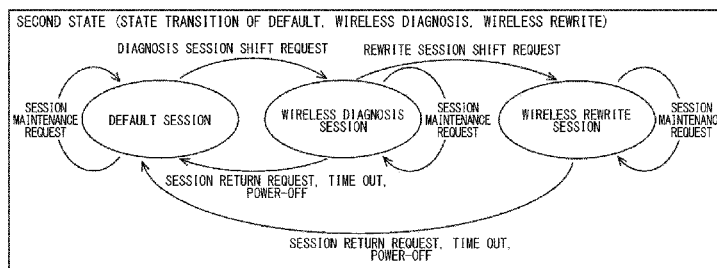 SECOND STATE (STATE TRANSITION OF DEFAULT, WIRELESS DIAGNOSIS, WIRELESS REWRITE)
DIAGNOSIS SESSION SHIFT REQUEST
REWRITE SESSION SHIFT REQUEST
SESSION
MAINTENANCE
REQUEST
DEFAULT SESSION
WIRELESS DIAGNOSIS
SESSION
SESSION
MAINTENANCE
REQUEST
WIRELESS REWRITE
SESSION
SESSION
MAINTENANCE
REQUEST
SESSION RETURN REQUEST, TIME OUT,
POWER-OFF
SESSION RETURN REQUEST, TIME OUT,
POWER-OFF